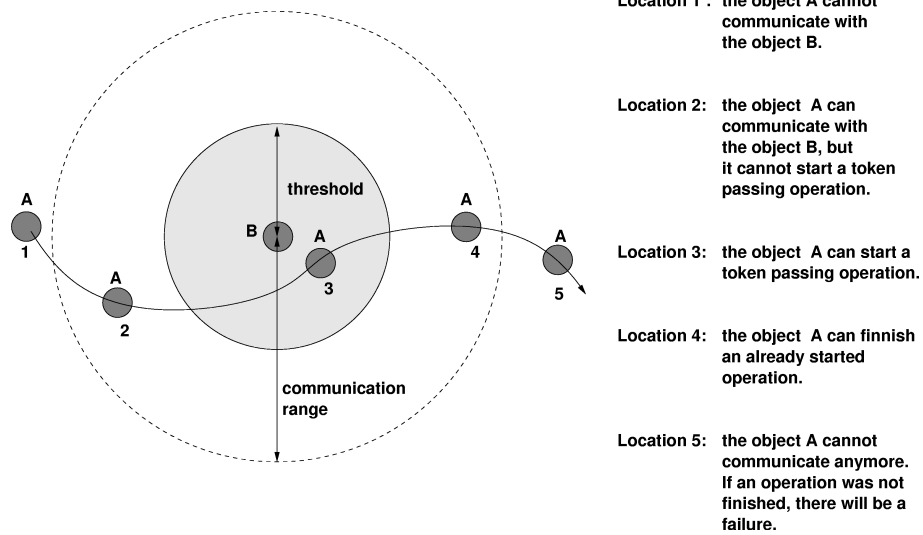 Location 1 : the object A cannot
communicate with
the object B.
Location 2: the object A can
communicate with
the object B, but
it cannot start a token
passing operation.
Location 3: the object A can start a
token passing operation.
Location 4: the object A can finnish
an already started
operation.
Location 5: the object A cannot
communicate anymore.
If an operation was not
finished, there will be a
failure.
threshold
B
communication
range
A
1
A
2
A
3
A
4
A
5